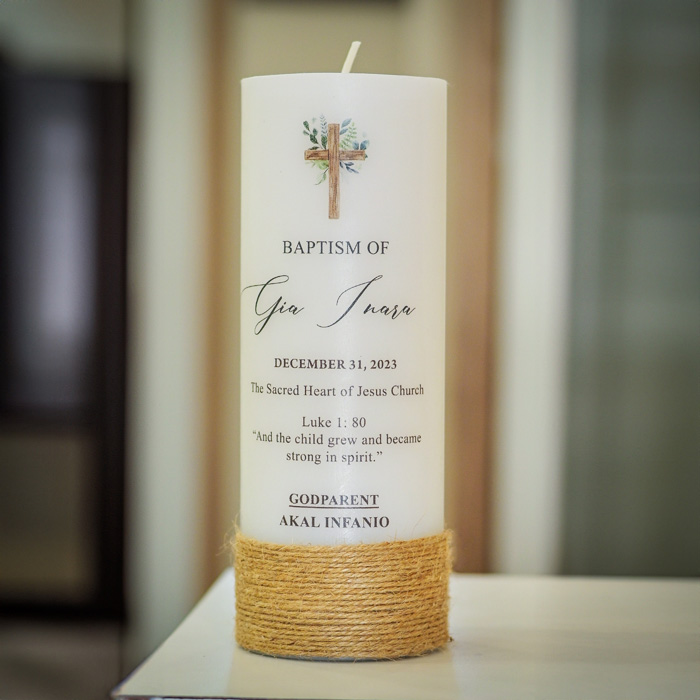 BAPTISM OF
Gia Inara
DECEMBER 31, 2023
The Sacred Heart of Jesus Church
Luke 1: 80
“And the child grew and became
strong in spirit.”
GODPARENT
AKAL INFANIO